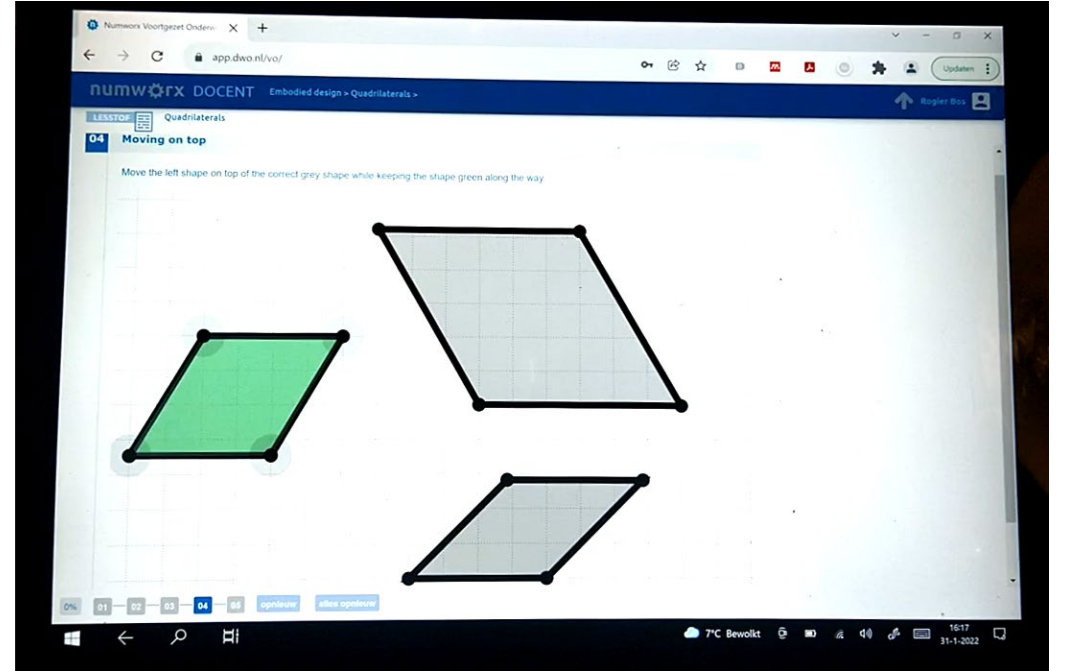 Numworx Voortgezet Onderw
app.dwo.nl/vo/
Updaten
numworx DOCENT Embodied design > Quadrilaterals >
Rogier Bos
LESSTOF Quadrilaterals
04 Moving on top
Move the left shape on top of the correct grey shape while keeping the shape green along the way
0% 01 02 03 04 05 opnieuw alles opnieuw
7°C Bewolkt
16:17
31-1-2022